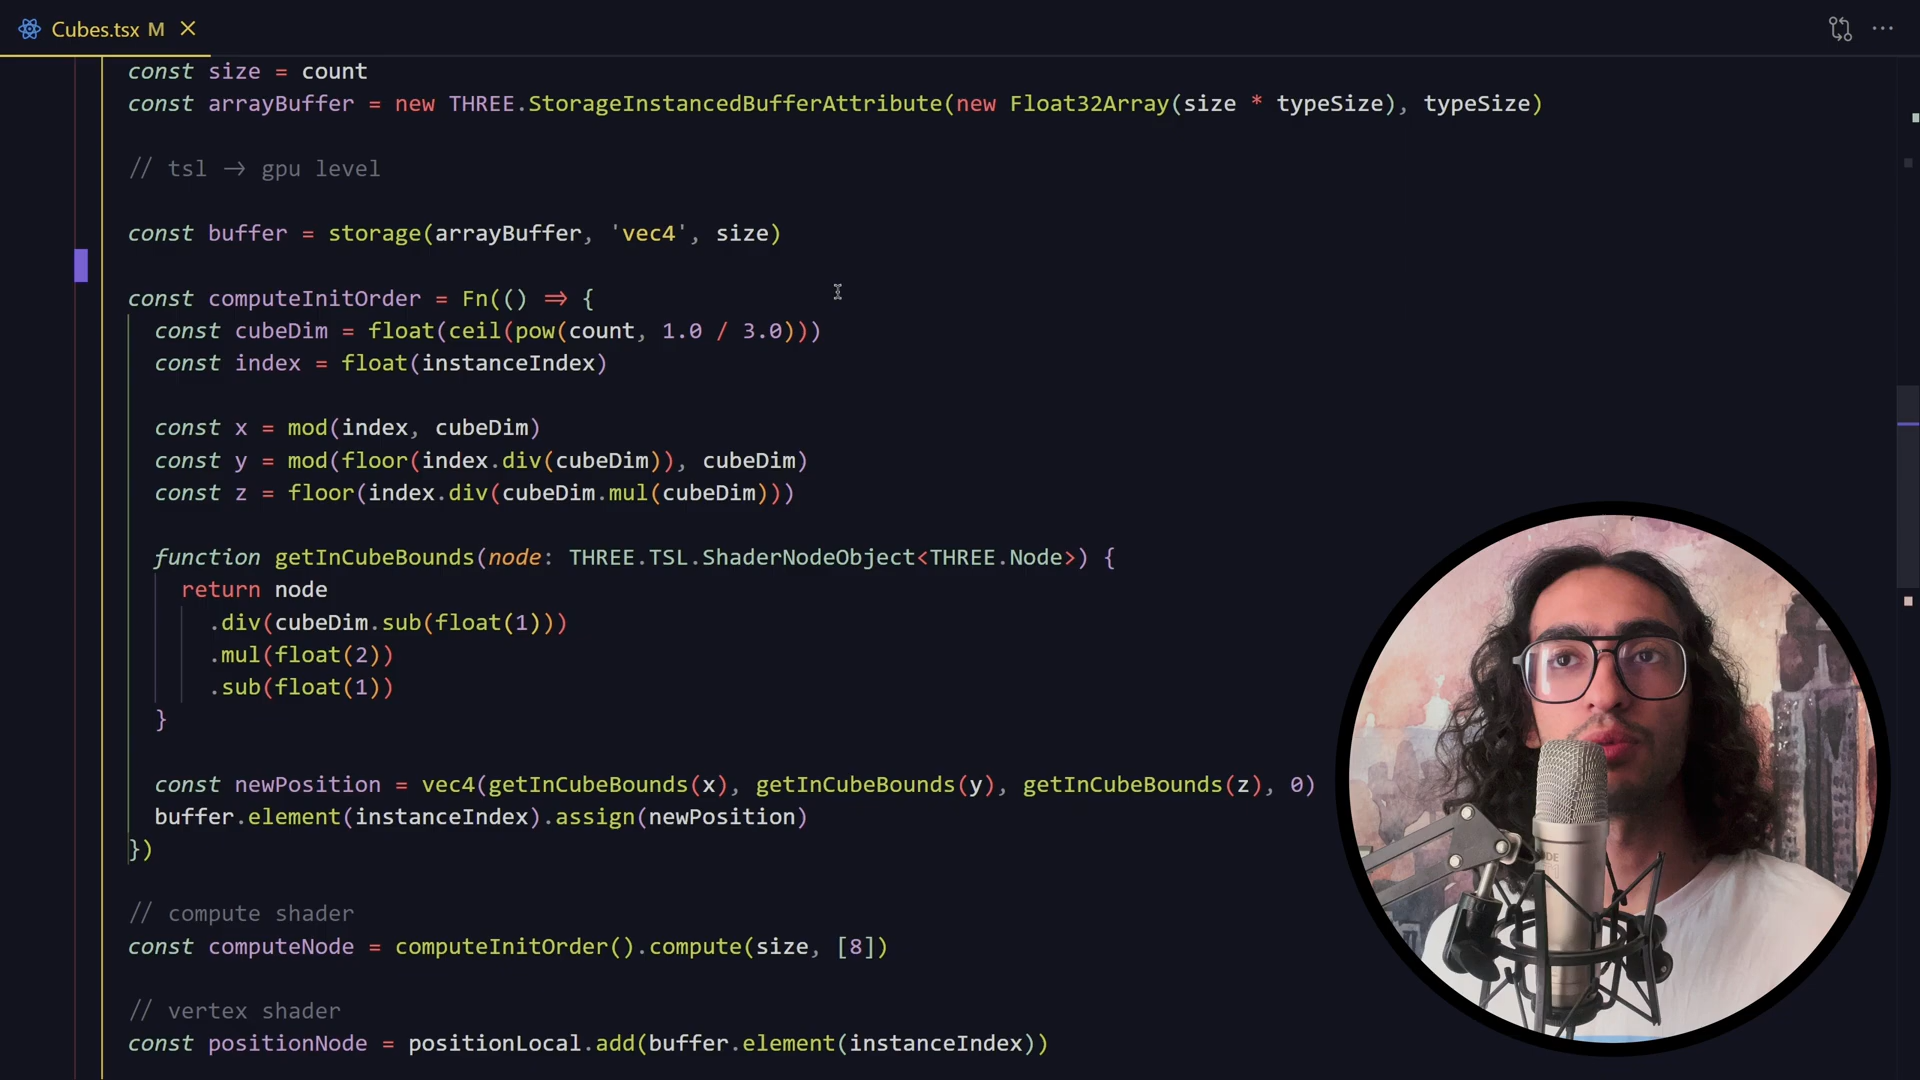 Cubes.tsx M
const size = count
const arrayBuffer = new THREE.StorageInstancedBufferAttribute(new Float32Array(size * typeSize), typeSize)
// tsl → gpu level
const buffer = storage(arrayBuffer, 'vec4', size)
const computeInitOrder = Fn(() ⇒ {
const cubeDim = float(ceil(pow(count, 1.0 / 3.0)))
const index = float(instanceIndex)
const x = mod(index, cubeDim)
const y = mod(floor(index.div(cubeDim)), cubeDim)
const z = floor(index.div(cubeDim.mul(cubeDim)))
function getInCubeBounds(node: THREE.TSL.ShaderNodeObject<THREE.Node>) {
return node
.div(cubeDim.sub(float(1)))
.mul(float(2))
.sub(float(1))
}
const newPosition = vec4(getInCubeBounds(x), getInCubeBounds(y), getInCubeBounds(z), 0)
buffer.element(instanceIndex).assign(newPosition)
})
// compute shader
const computeNode = computeInitOrder().compute(size, [8])
// vertex shader
const positionNode = positionLocal.add(buffer.element(instanceIndex))